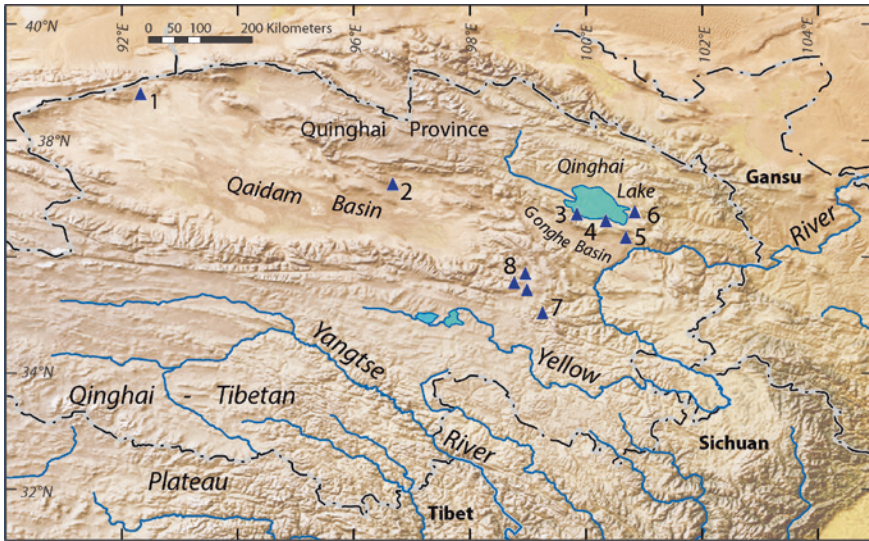 40°N
92°E
96°E
98°E
100°E
102°E
104°E
0 50 100 200 Kilometers
1
38°N
Quinghai Province
Qinghai
Lake
Gansu
Qaidam Basin
2
3
4
5
6
Gonghe Basin
River
8
7
Yangtse
Yellow
34°N
Qinghai - Tibetan
River
Sichuan
Plateau
32°N
Tibet